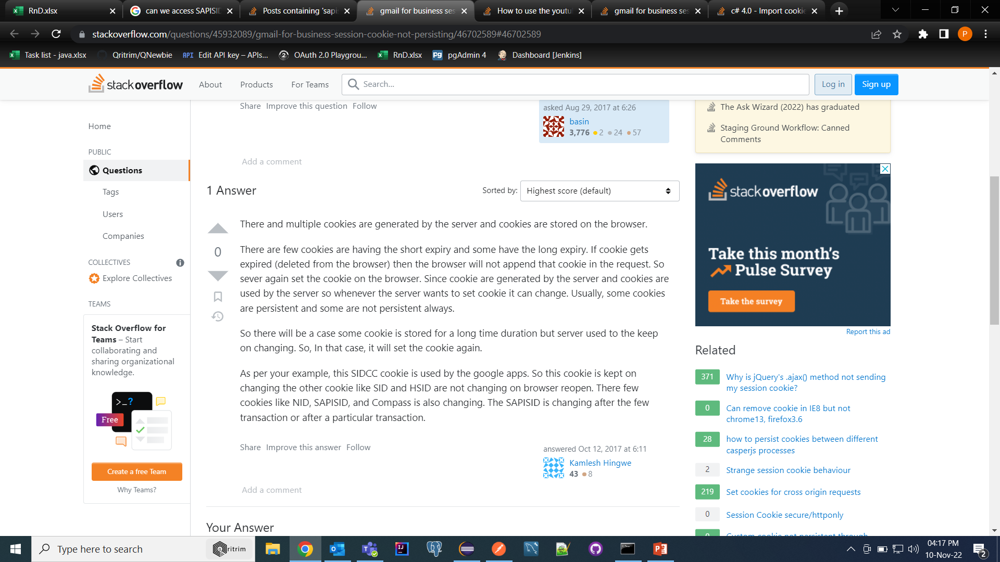 RnD.xlsx
can we access SAPISID
Posts containing 'sapi
gmail for business ses
How to use the youtu
gmail for business ses
c# 4.0 - Import cookie
stackoverflow.com/questions/45932089/gmail-for-business-session-cookie-not-persisting/46702589#46702589
P
Task list - java.xlsx
Qritrim/QNewbie
API Edit API key – APIs...
OAuth 2.0 Playgrou...
RnD.xlsx
Pg pgAdmin 4
Dashboard [Jenkins]
stackoverflow
About
Products
For Teams
Search...
Log in
Sign up
Home
PUBLIC
Questions
Tags
Users
Companies
COLLECTIVES
Explore Collectives
TEAMS
Stack Overflow for
Teams – Start
collaborating and
sharing organizational
knowledge.
>_?
Free
Create a free Team
Why Teams?
Share Improve this question Follow
asked Aug 29, 2017 at 6:26
basin
3,776 2 24 57
Add a comment
1 Answer
Sorted by:
Highest score (default)
0
There and multiple cookies are generated by the server and cookies are stored on the browser.
There are few cookies are having the short expiry and some have the long expiry. If cookie gets
expired (deleted from the browser) then the browser will not append that cookie in the request. So
sever again set the cookie on the browser. Since cookie are generated by the server and cookies are
used by the server so whenever the server wants to set cookie it can change. Usually, some cookies
are persistent and some are not persistent always.
So there will be a case some cookie is stored for a long time duration but server used to the keep
on changing. So, In that case, it will set the cookie again.
As per your example, this SIDCC cookie is used by the google apps. So this cookie is kept on
changing the other cookie like SID and HSID are not changing on browser reopen. There few
cookies like NID, SAPISID, and Compass is also changing. The SAPISID is changing after the few
transaction or after a particular transaction.
Share Improve this answer Follow
answered Oct 12, 2017 at 6:11
Kamlesh Hingwe
43 8
Add a comment
Your Answer
The Ask Wizard (2022) has graduated
Staging Ground Workflow: Canned
Comments
stackoverflow
Take this month's
Pulse Survey
Take the survey
Report this ad
Related
371 Why is jQuery's .ajax() method not sending
my session cookie?
0 Can remove cookie in IE8 but not
chrome13, firefox3.6
28 how to persist cookies between different
casperjs processes
2 Strange session cookie behaviour
219 Set cookies for cross origin requests
0 Session Cookie secure/httponly
0 Custom cookie not persistent through
Type here to search
Qritrim
04:17 PM
10-Nov-22
2